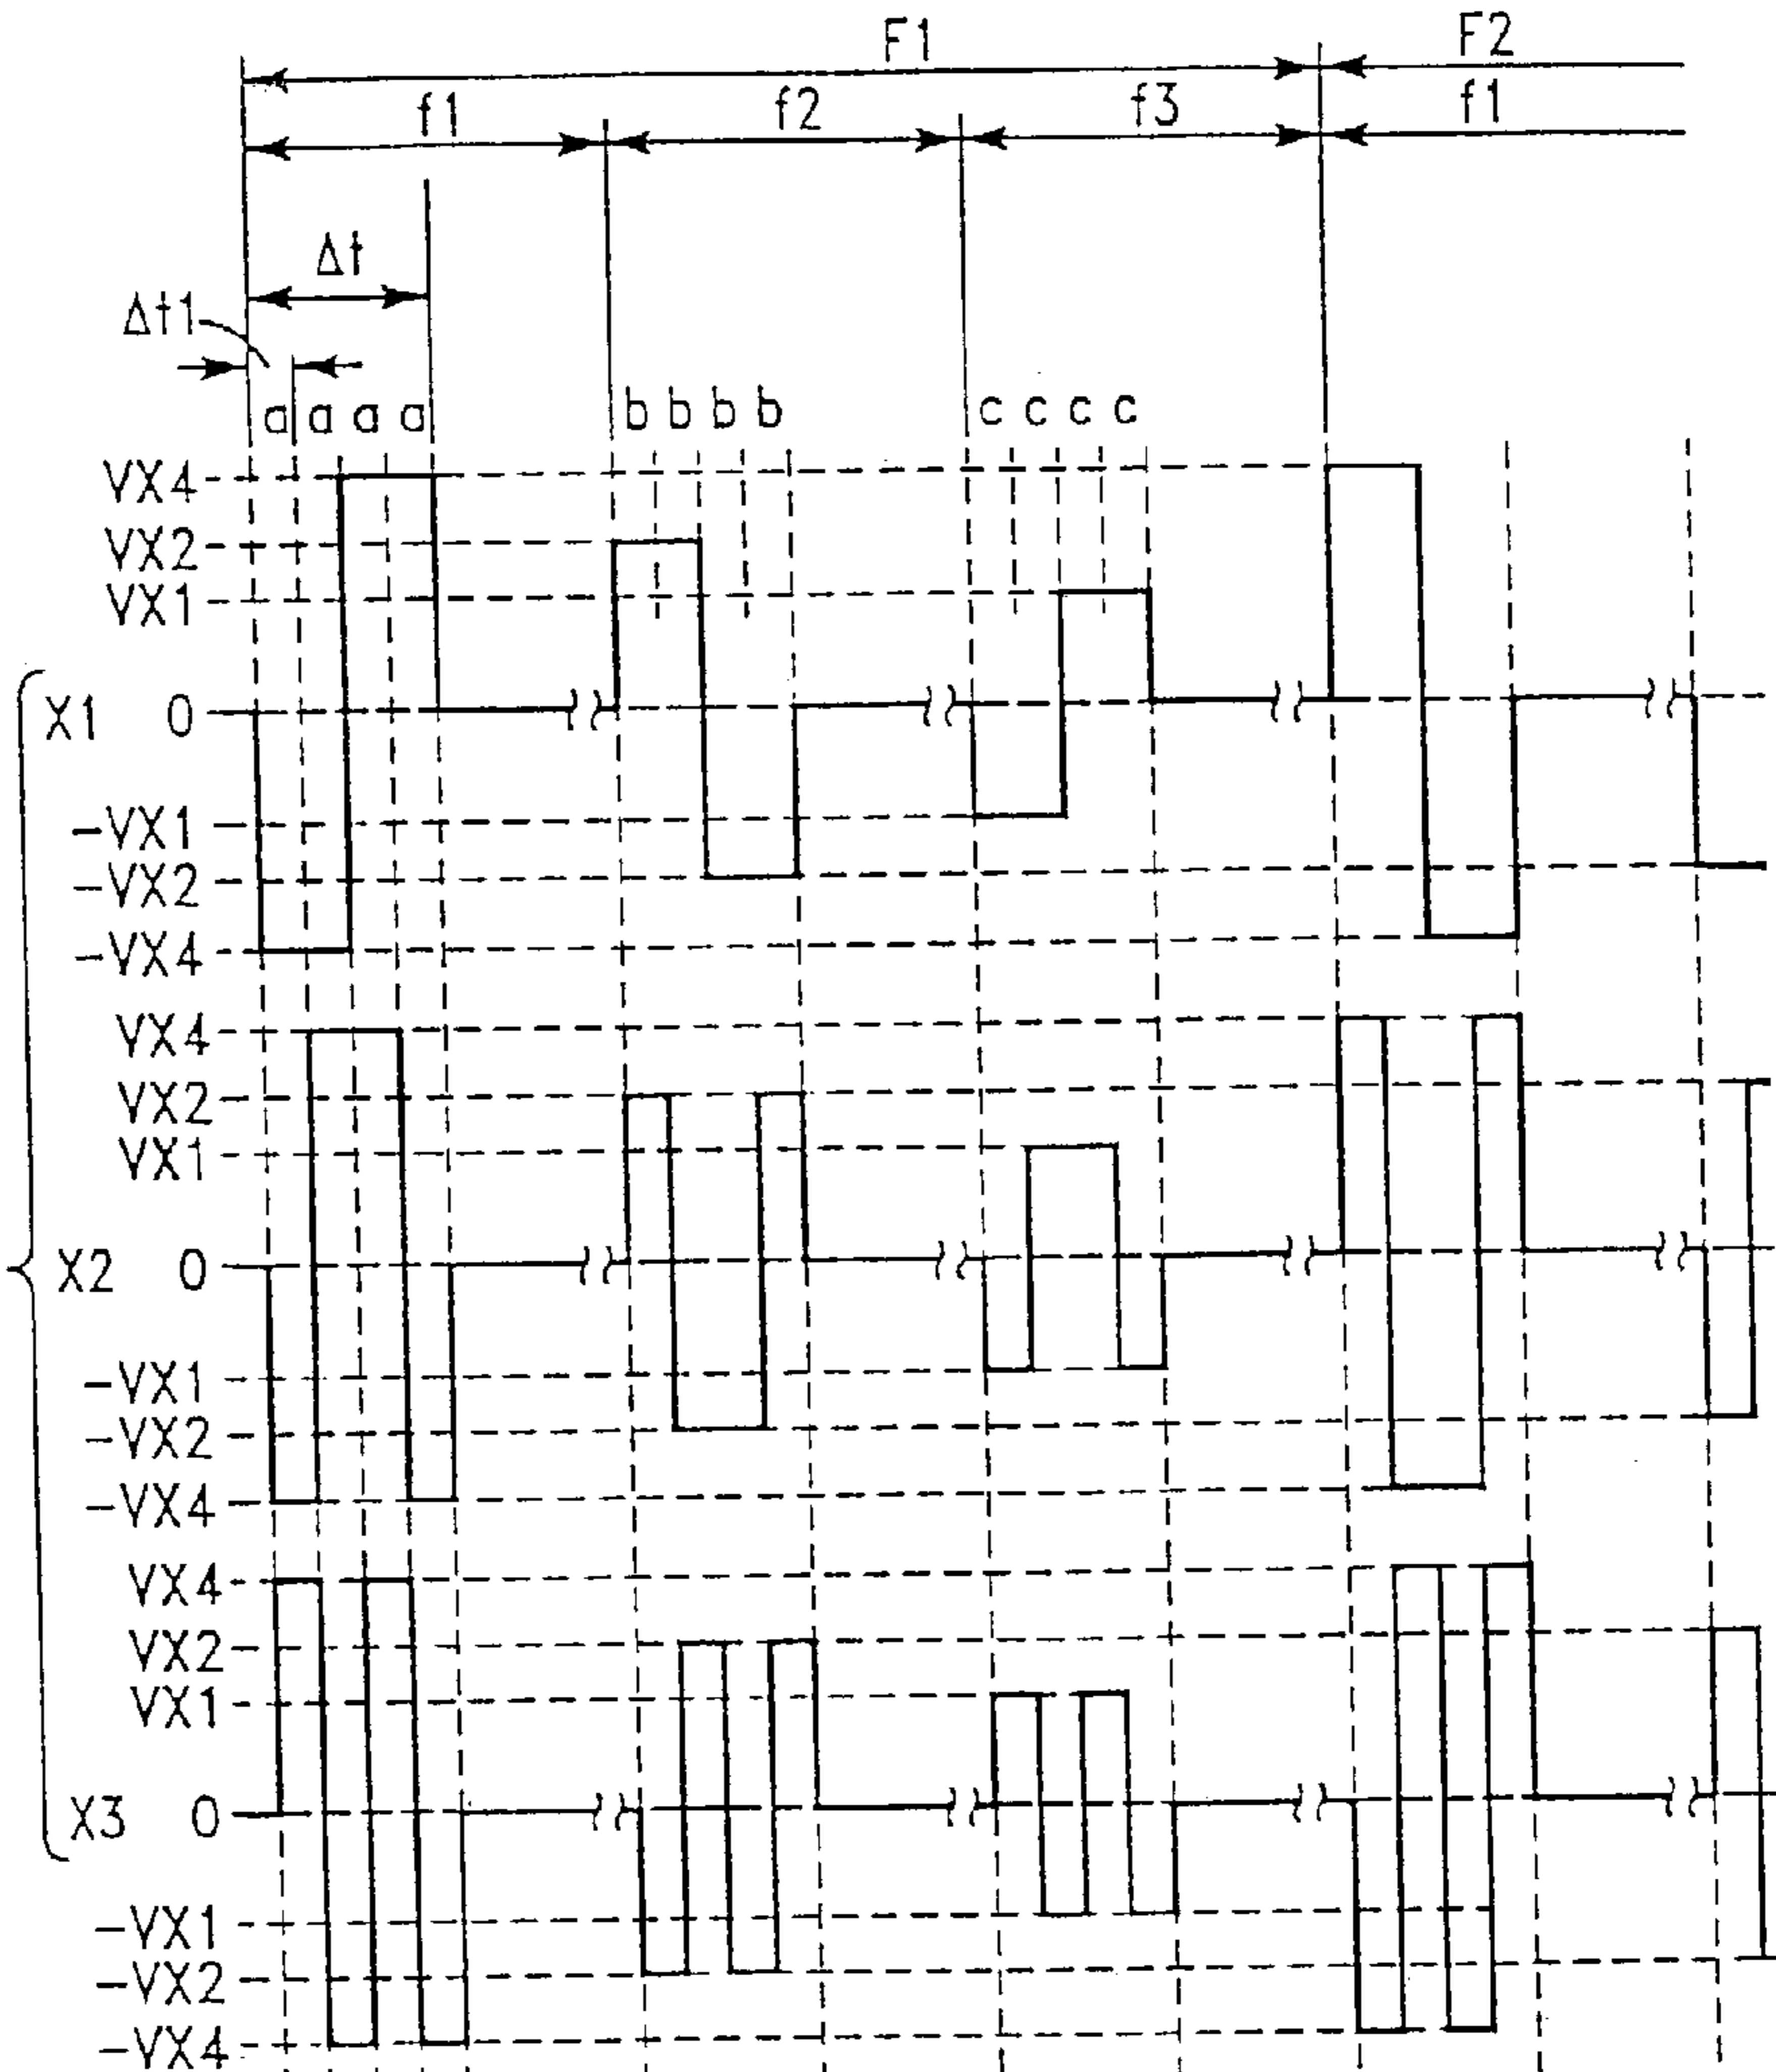 F1 F2
f1 f2 f3 f1
Δt
Δt1
a a a a b b b b c c c c
VX4
VX2
VX1
X1 0
-VX1
-VX2
-VX4
VX4
VX2
VX1
X2 0
-VX1
-VX2
-VX4
VX4
VX2
VX1
X3 0
-VX1
-VX2
-VX4